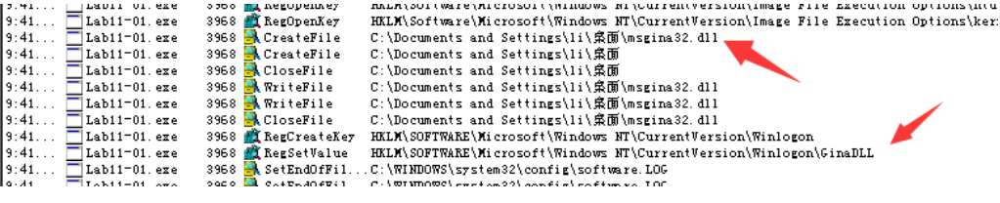 9:41... Lab11-01.exe 3968 RegOpenKey HKLM\Software\Microsoft\Windows NT\CurrentVersion\Image File Execution Options\ntd
9:41... Lab11-01.exe 3968 RegOpenKey HKLM\Software\Microsoft\Windows NT\CurrentVersion\Image File Execution Options\ker
9:41... Lab11-01.exe 3968 CreateFile C:\Documents and Settings\li\桌面\msgina32.dll
9:41... Lab11-01.exe 3968 CreateFile C:\Documents and Settings\li\桌面
9:41... Lab11-01.exe 3968 CloseFile C:\Documents and Settings\li\桌面
9:41... Lab11-01.exe 3968 WriteFile C:\Documents and Settings\li\桌面\msgina32.dll
9:41... Lab11-01.exe 3968 WriteFile C:\Documents and Settings\li\桌面\msgina32.dll
9:41... Lab11-01.exe 3968 CloseFile C:\Documents and Settings\li\桌面\msgina32.dll
9:41... Lab11-01.exe 3968 RegCreateKey HKLM\SOFTWARE\Microsoft\Windows NT\CurrentVersion\Winlogon
9:41... Lab11-01.exe 3968 RegSetValue HKLM\SOFTWARE\Microsoft\Windows NT\CurrentVersion\Winlogon\GinaDLL
9:41... Lab11-01.exe 3968 SetEndOfFil... C:\WINDOWS\system32\config\software.LOG
9:41... Lab11-01.exe 3968 SetEndOfFil... C:\WINDOWS\system32\config\software.LOG